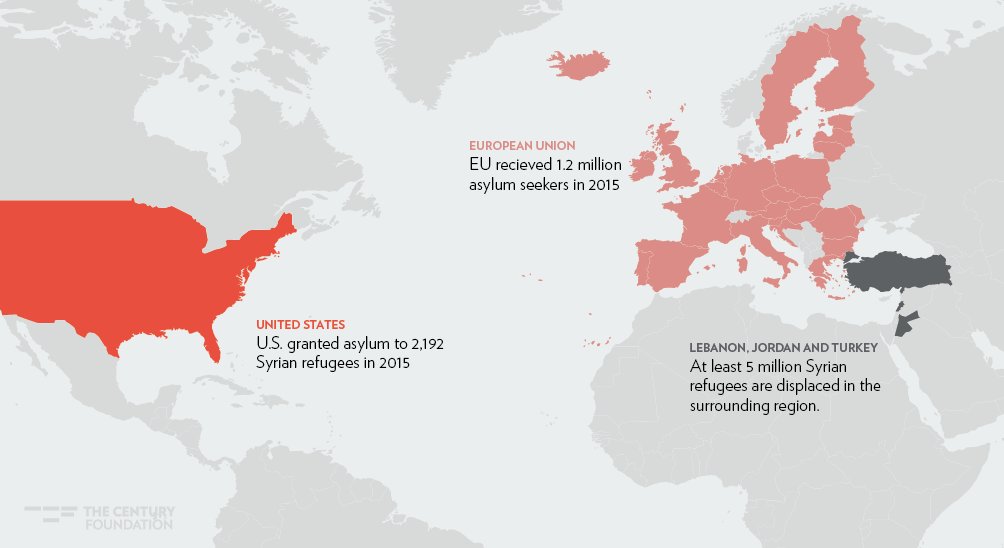 EUROPEAN UNION
EU recieved 1.2 million
asylum seekers in 2015
UNITED STATES
U.S. granted asylum to 2,192
Syrian refugees in 2015
LEBANON, JORDAN AND TURKEY
At least 5 million Syrian
refugees are displaced in the
surrounding region.
THE CENTURY
FOUNDATION